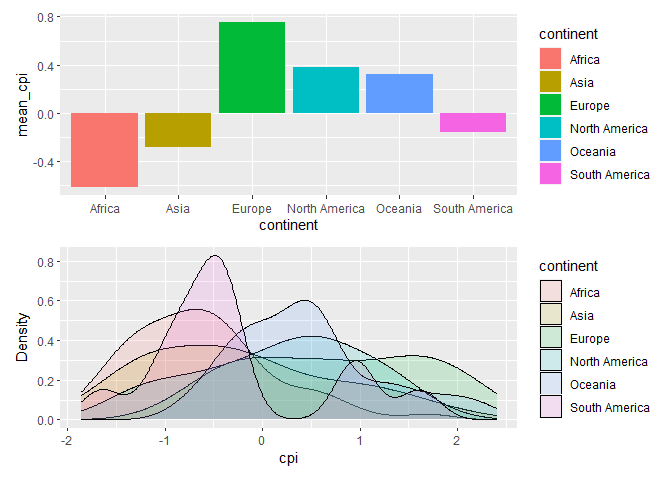 0.8
0.4
0.0
-0.4
mean_cpi
Africa
Asia
Europe
North America
Oceania
South America
continent
continent
Africa
Asia
Europe
North America
Oceania
South America
0.8
0.6
0.4
0.2
0.0
Density
-2
-1
0
1
2
cpi
continent
Africa
Asia
Europe
North America
Oceania
South America